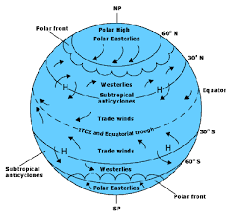 NP
Polar front
Polar High
Polar Easterlies
60° N
30° N
Westerlies
Subtropical
anticyclones
H
H
Equator
Trade winds
ITCZ and Equatorial trough
Trade winds
30° S
H
H
Subtropical
anticyclones
Westerlies
60° S
Polar Easterlies
Polar front
SP